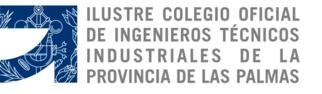 ILUSTRE COLEGIO OFICIAL
DE INGENIEROS TÉCNICOS
INDUSTRIALES DE LA
PROVINCIA DE LAS PALMAS